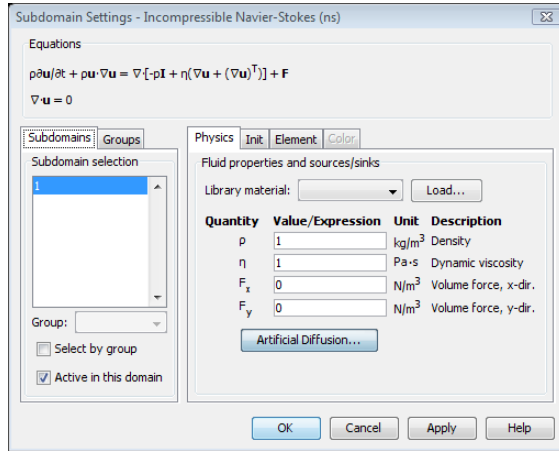 Subdomain Settings - Incompressible Navier-Stokes (ns)
Equations
ρ∂u/∂t + ρu·∇u = ∇·[-pI + η(∇u + (∇u)ᵀ)] + F
∇·u = 0
Subdomains Groups
Subdomain selection
1
Group:
Select by group
Active in this domain
Physics Init Element Color
Fluid properties and sources/sinks
Library material: Load...
Quantity Value/Expression Unit Description
ρ 1 kg/m³ Density
η 1 Pa·s Dynamic viscosity
Fₓ 0 N/m³ Volume force, x-dir.
F_y 0 N/m³ Volume force, y-dir.
Artificial Diffusion...
OK Cancel Apply Help